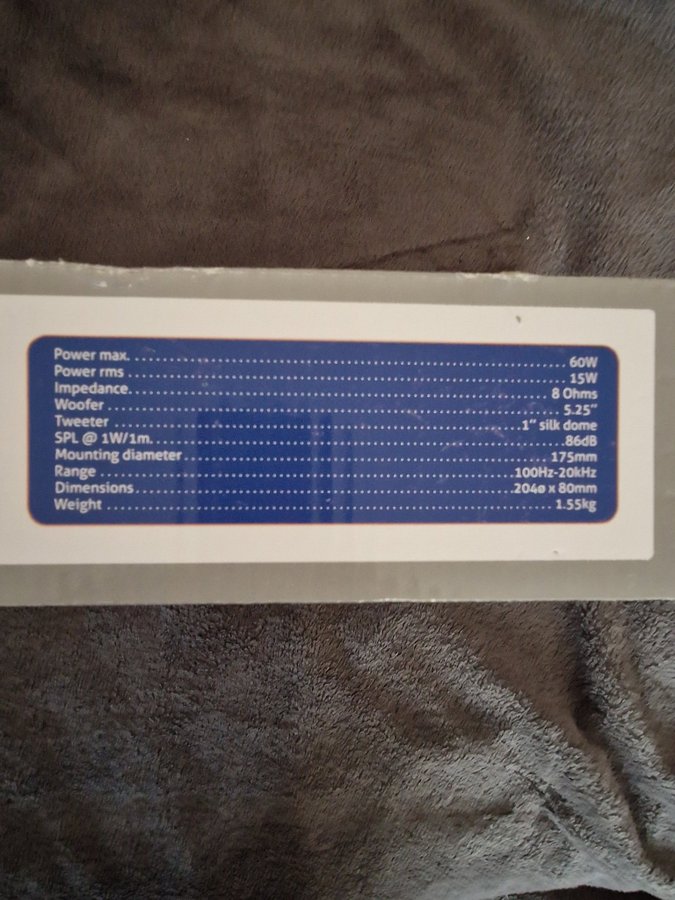 Power max. 60W
Power rms 15W
Impedance. 8 Ohms
Woofer 5.25"
Tweeter 1" silk dome
SPL @ 1W/1m. 86dB
Mounting diameter 175mm
Range 100Hz-20kHz
Dimensions 204ø x 80mm
Weight 1.55kg